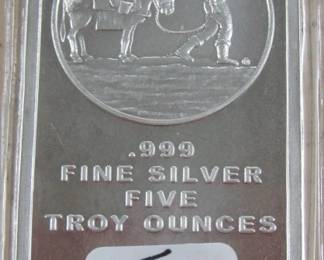 .999
FINE SILVER
FIVE
TROY OUNCES